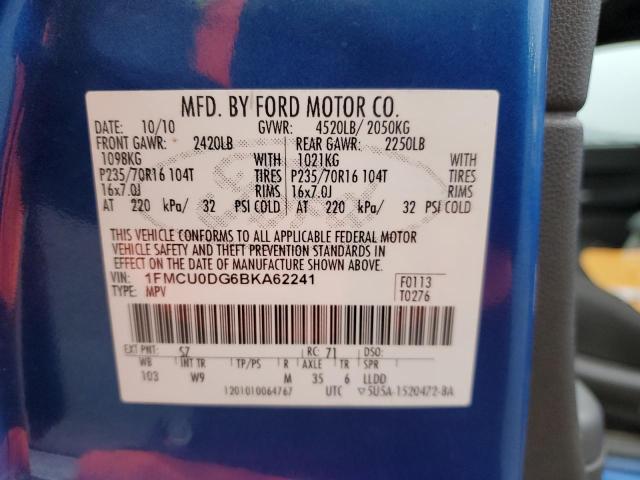 MFD. BY FORD MOTOR CO.
DATE: 10/10 GVWR: 4520LB/ 2050KG
FRONT GAWR: 2420LB REAR GAWR: 2250LB
1098KG WITH 1021KG WITH
P235/70R16 104T TIRES P235/70R16 104T TIRES
16x7.0J RIMS 16x7.0J RIMS
AT 220 kPa/ 32 PSI COLD AT 220 kPa/ 32 PSI COLD
THIS VEHICLE CONFORMS TO ALL APPLICABLE FEDERAL MOTOR
VEHICLE SAFETY AND THEFT PREVENTION STANDARDS IN
EFFECT ON THE DATE OF MANUFACTURE SHOWN ABOVE.
VIN: 1FMCU0DG6BKA62241 F0113
TYPE: MPV T0276
EXT PNT: SZ RC: 71 DSO:
WB INT TR TP/PS R AXLE TR SPR
103 W9 M 35 6 LLDD
1201010064767 UTC ▽5U5A-1520472-BA